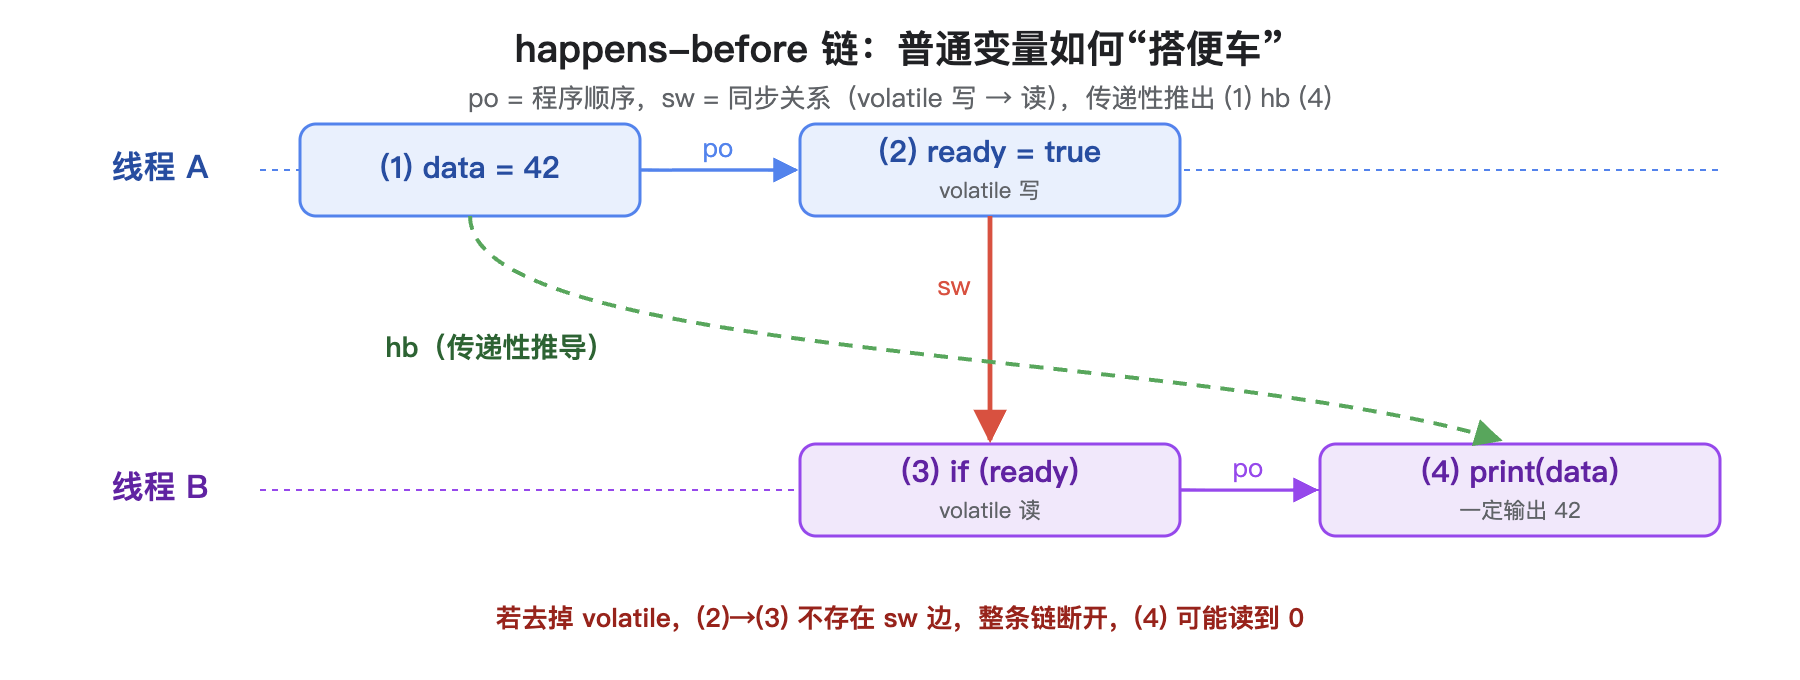 happens-before 链：普通变量如何“搭便车”
po = 程序顺序，sw = 同步关系（volatile 写 → 读），传递性推出 (1) hb (4)
线程 A
(1) data = 42
po
(2) ready = true
volatile 写
sw
hb（传递性推导）
线程 B
(3) if (ready)
volatile 读
po
(4) print(data)
一定输出 42
若去掉 volatile，(2)→(3) 不存在 sw 边，整条链断开，(4) 可能读到 0